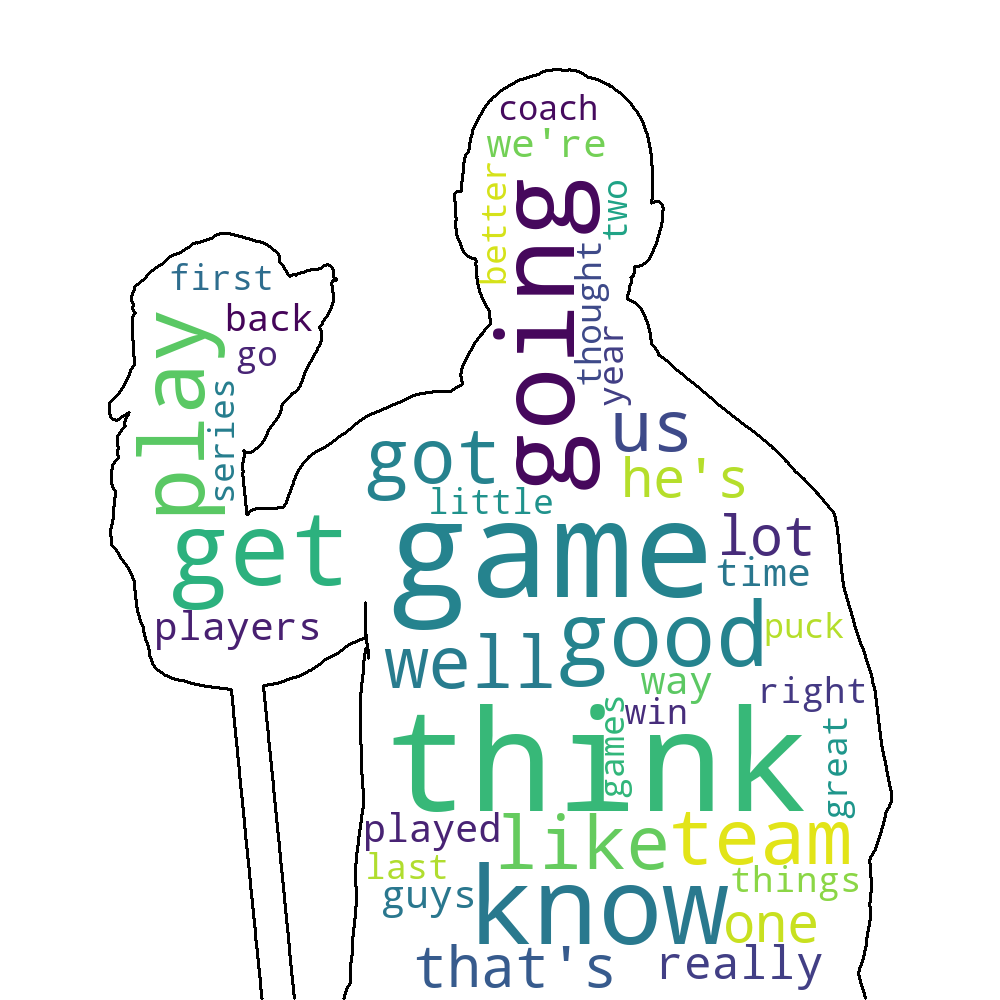 coach
we're
better
going
two
thought
year
first
back
go
play
series
us
got
he's
little
get
game
lot
time
players
good
puck
well
way
right
win
games
think
great
played
like
team
last
things
guys
know
one
that's
really